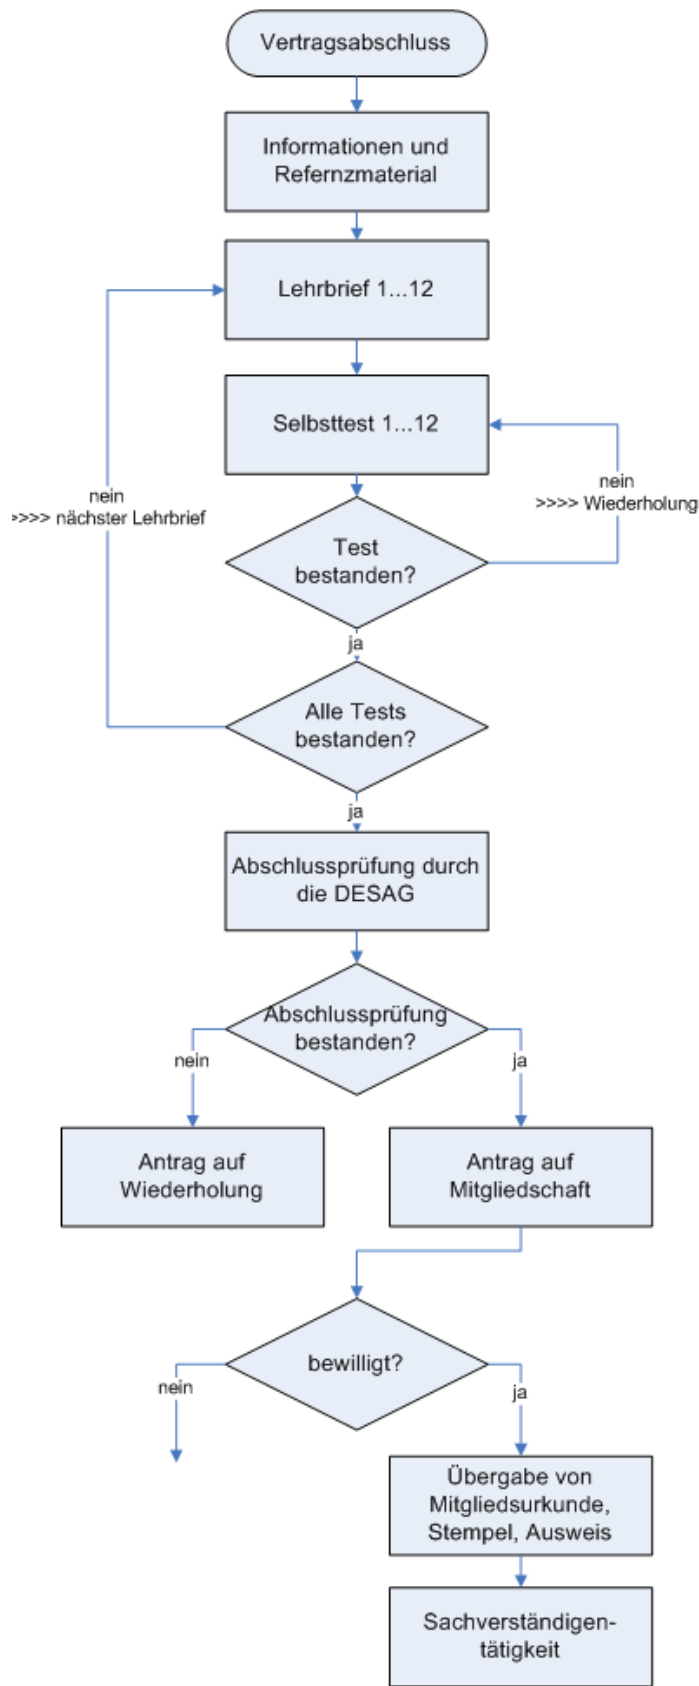 Vertragsabschluss
Informationen und
Refernzmaterial
Lehrbrief 1...12
Selbsttest 1...12
nein
>>>> nächster Lehrbrief
nein
>>>> Wiederholung
Test
bestanden?
ja
Alle Tests
bestanden?
ja
Abschlussprüfung durch
die DESAG
Abschlussprüfung
bestanden?
nein
ja
Antrag auf
Wiederholung
Antrag auf
Mitgliedschaft
bewilligt?
nein
ja
Übergabe von
Mitgliedsurkunde,
Stempel, Ausweis
Sachverständigen-
tätigkeit